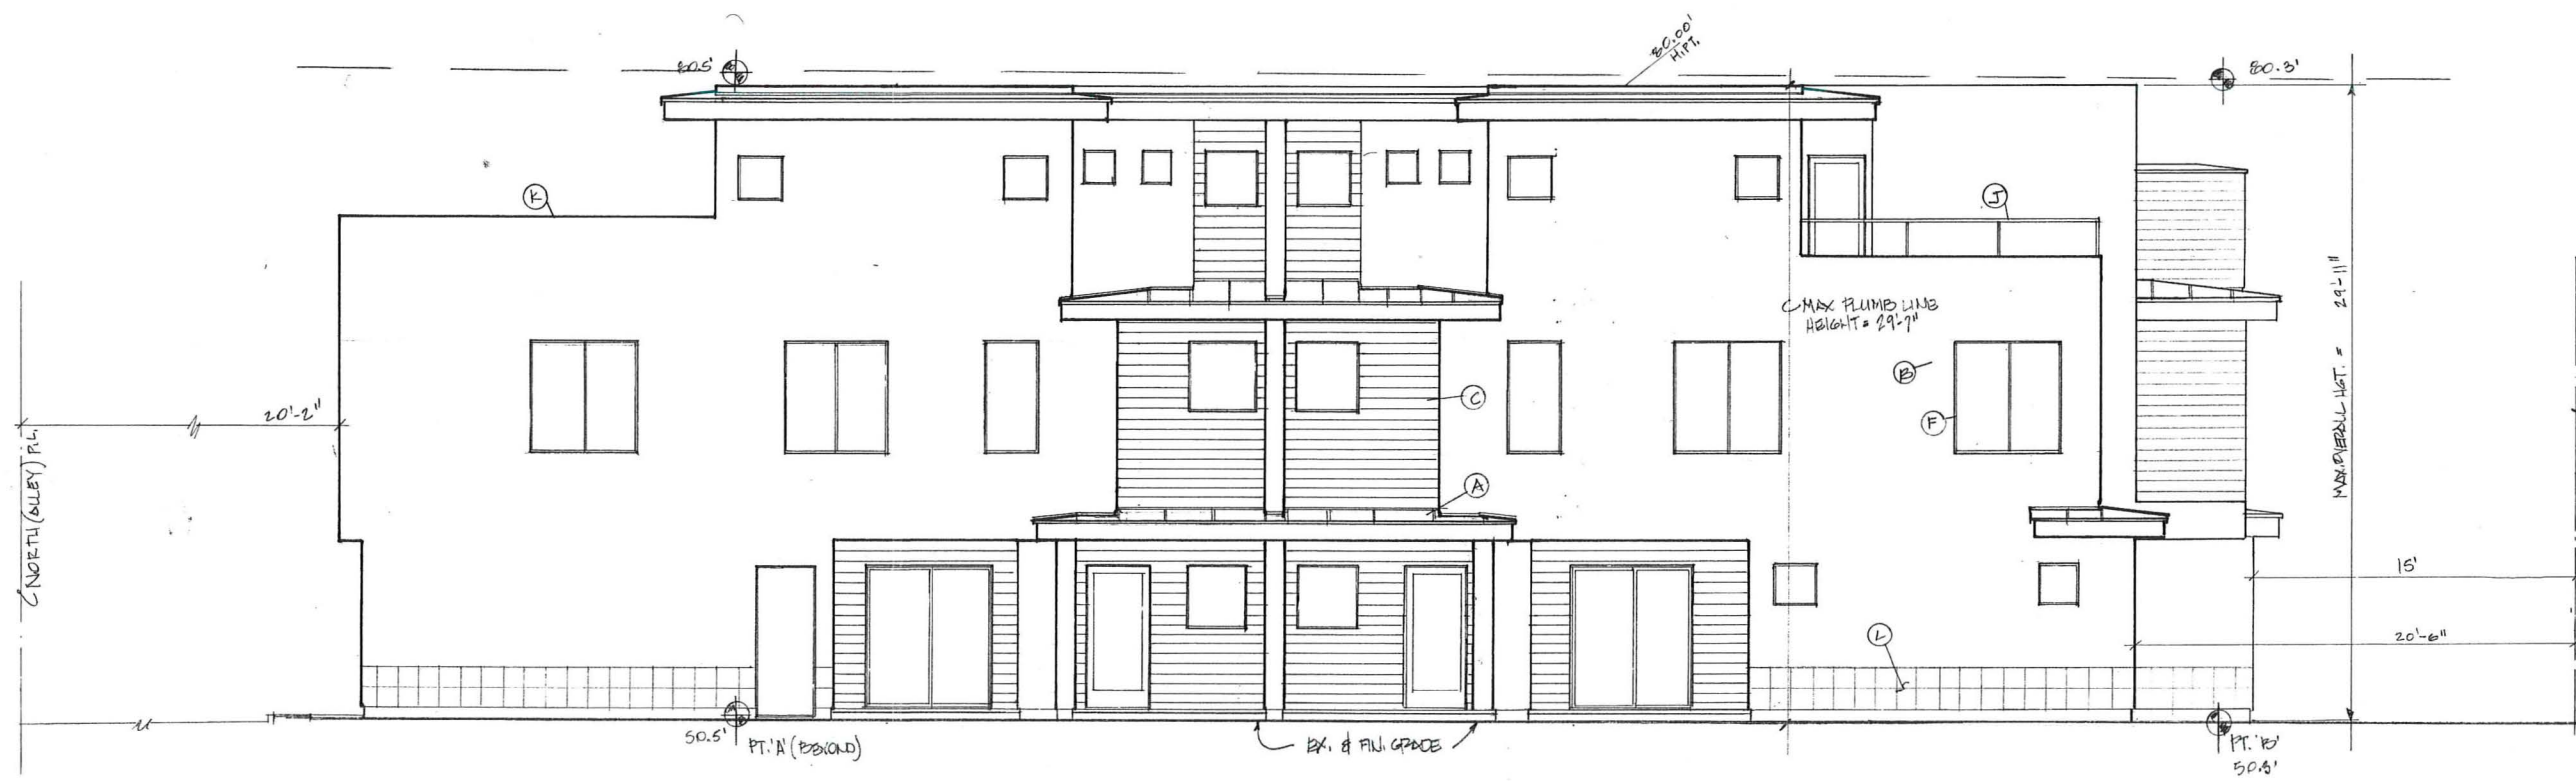 80.5'
80.00'
H.PT.
80.3'
K
J
MAX PLUMB LINE
HEIGHT = 29'-7"
B
C
F
20'-2"
A
MAX. OVERALL HGT. = 29'-11"
NORTH (ALLEY) P.L.
15'
L
20'-6"
50.5'
PT. 'A' (BEYOND)
EX. & FIN. GRADE
PT. 'B'
50.3'